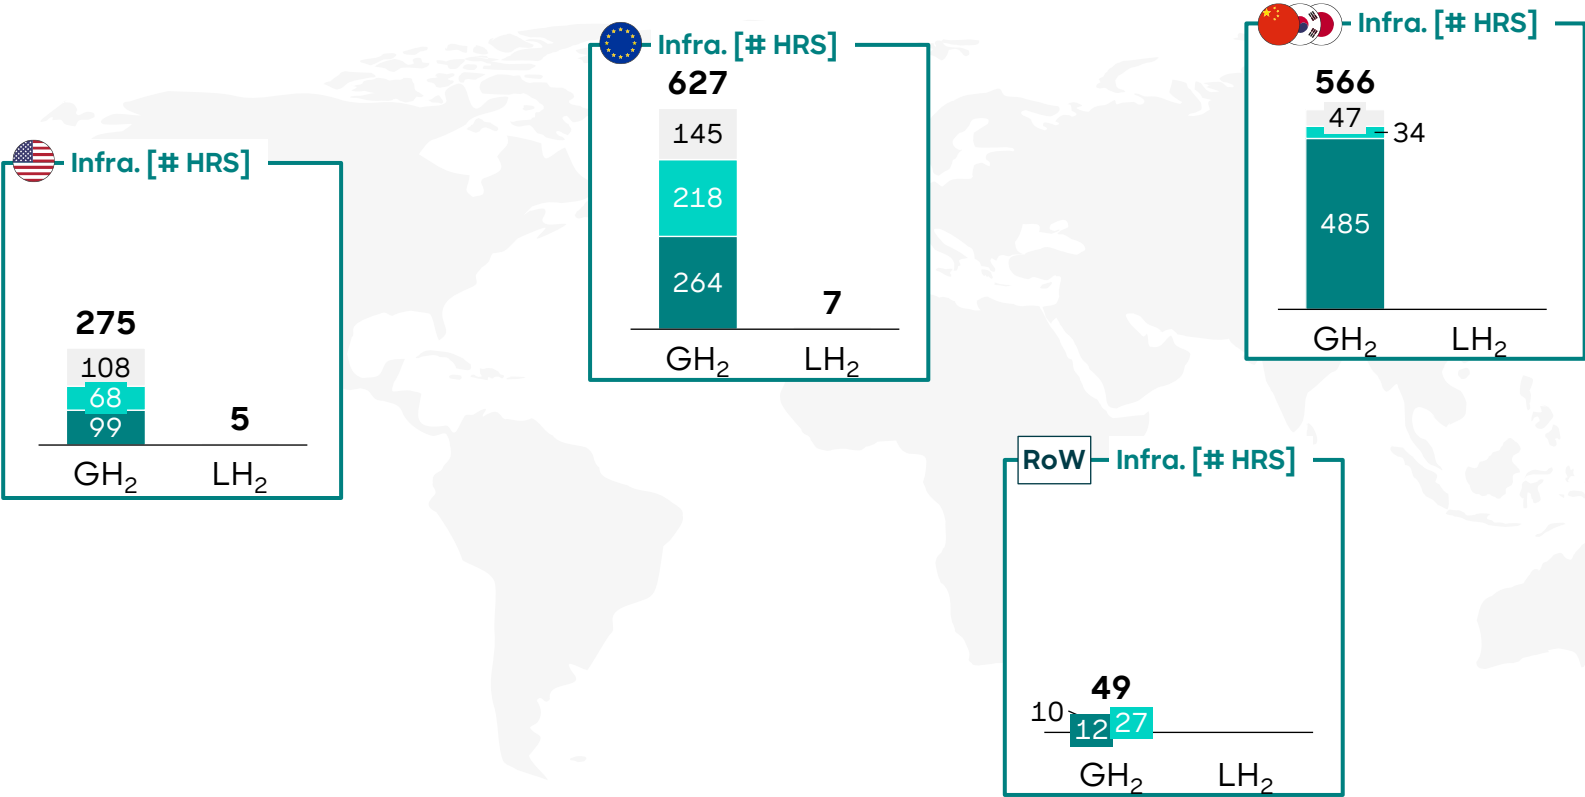 Infra. [# HRS]
275
108
68
99
5
GH₂ LH₂
Infra. [# HRS]
627
145
218
264
7
GH₂ LH₂
Infra. [# HRS]
566
47
34
485
GH₂ LH₂
RoW Infra. [# HRS]
49
10
12 27
GH₂ LH₂